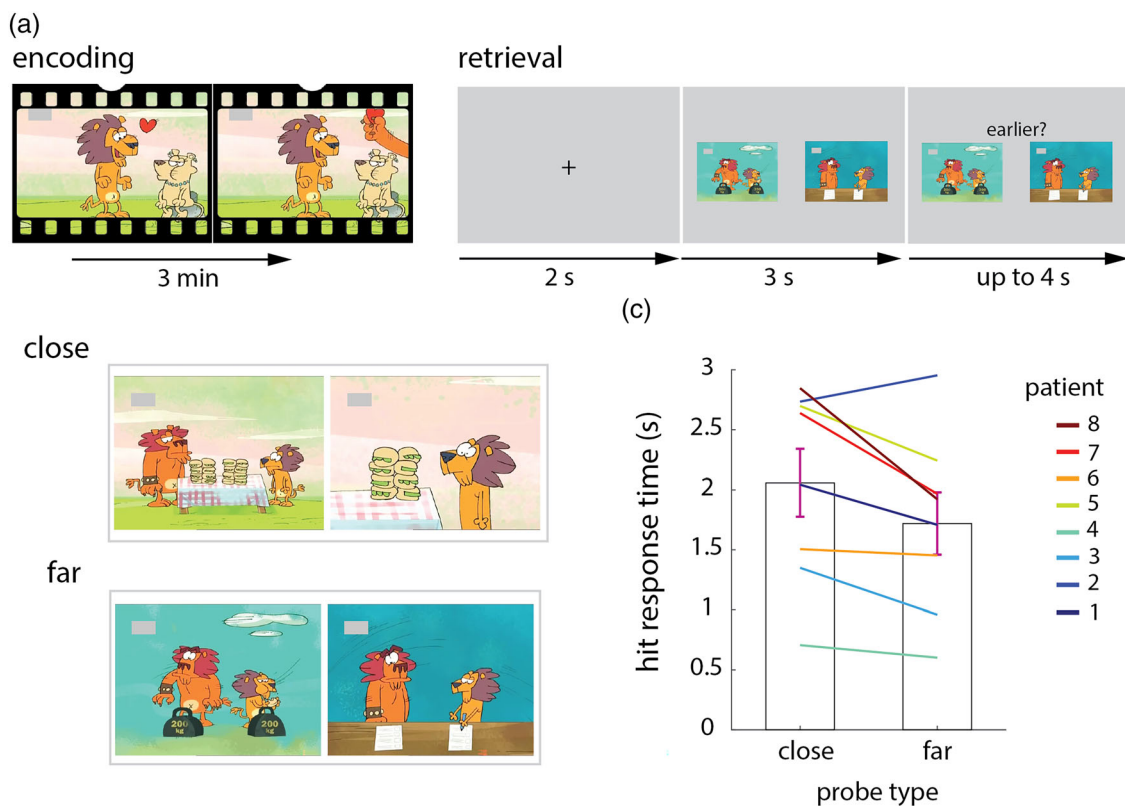 (a)
encoding
3 min
retrieval
+
earlier?
2 s
3 s
up to 4 s
close
far
200
kg
200
kg
(c)
hit response time (s)
3
2.5
2
1.5
1
0.5
0
close
far
probe type
patient
8
7
6
5
4
3
2
1